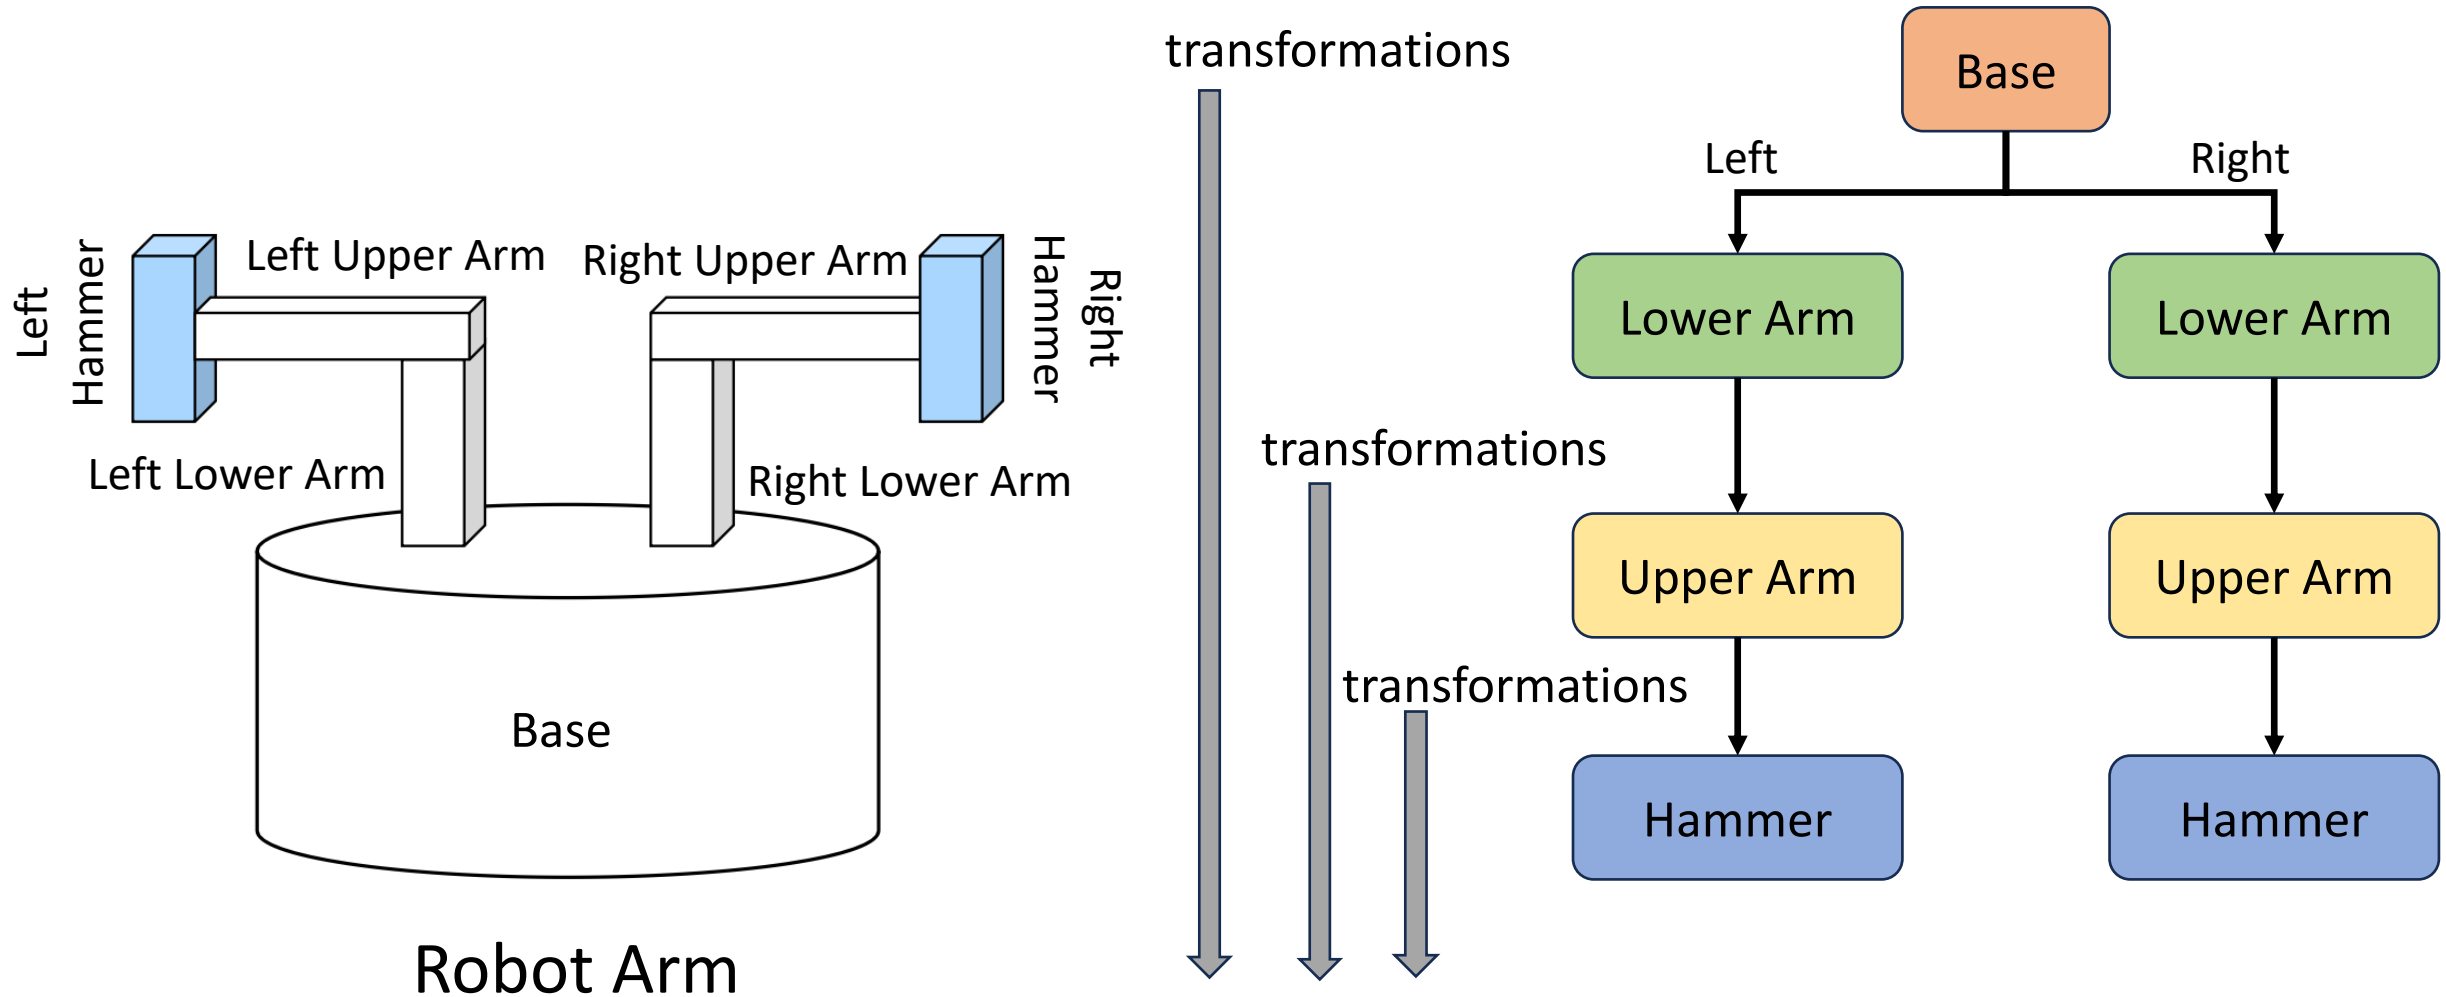 Left
Hammer
Left Upper Arm
Right Upper Arm
Right
Hammer
Left Lower Arm
Right Lower Arm
Base
Robot Arm
transformations
transformations
transformations
Base
Left
Right
Lower Arm
Lower Arm
Upper Arm
Upper Arm
Hammer
Hammer